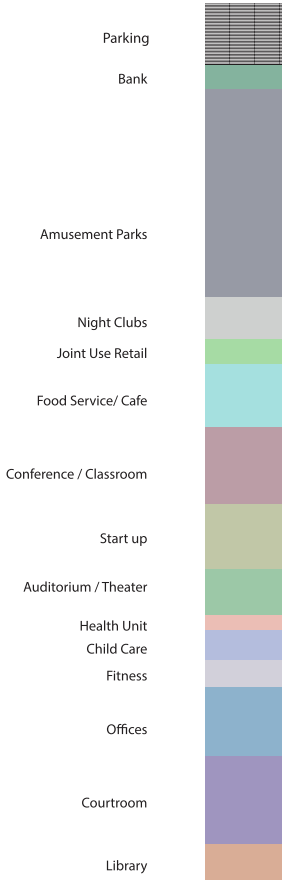 Parking
Bank
Amusement Parks
Night Clubs
Joint Use Retail
Food Service/ Cafe
Conference / Classroom
Start up
Auditorium / Theater
Health Unit
Child Care
Fitness
Offices
Courtroom
Library